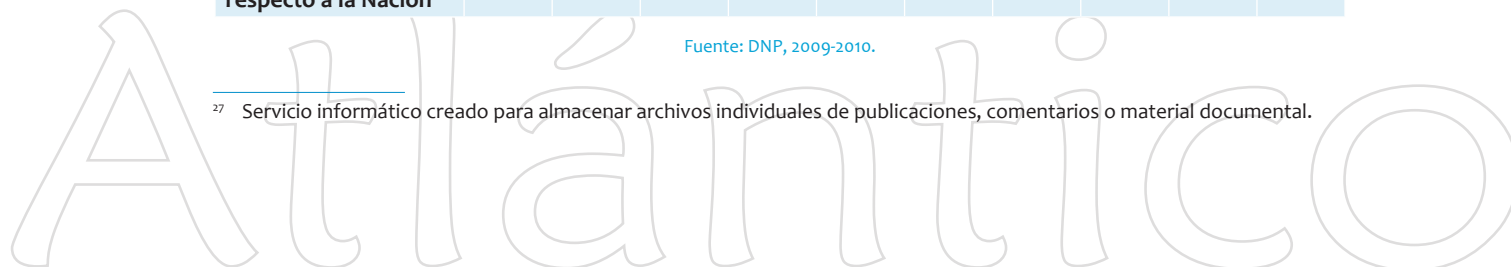 respecto a la Nación
Fuente: DNP, 2009-2010.
27 Servicio informático creado para almacenar archivos individuales de publicaciones, comentarios o material documental.
Atlántico